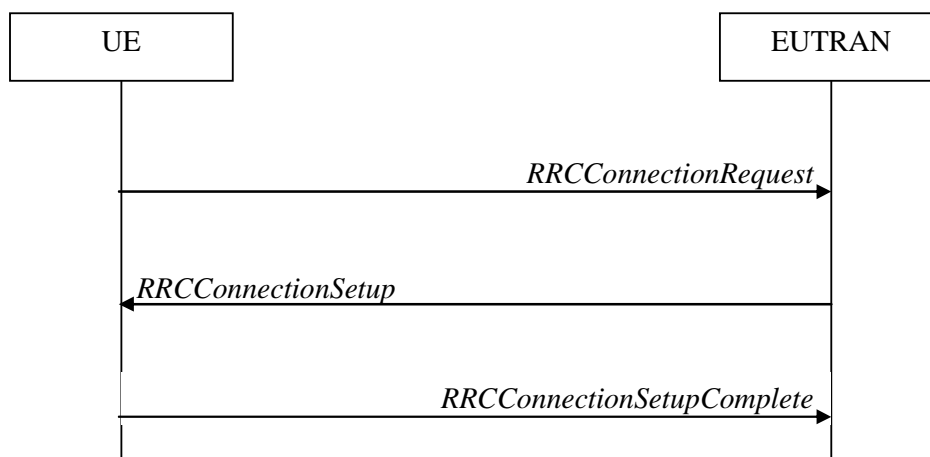 UE
EUTRAN
RRCConnectionRequest
RRCConnectionSetup
RRCConnectionSetupComplete